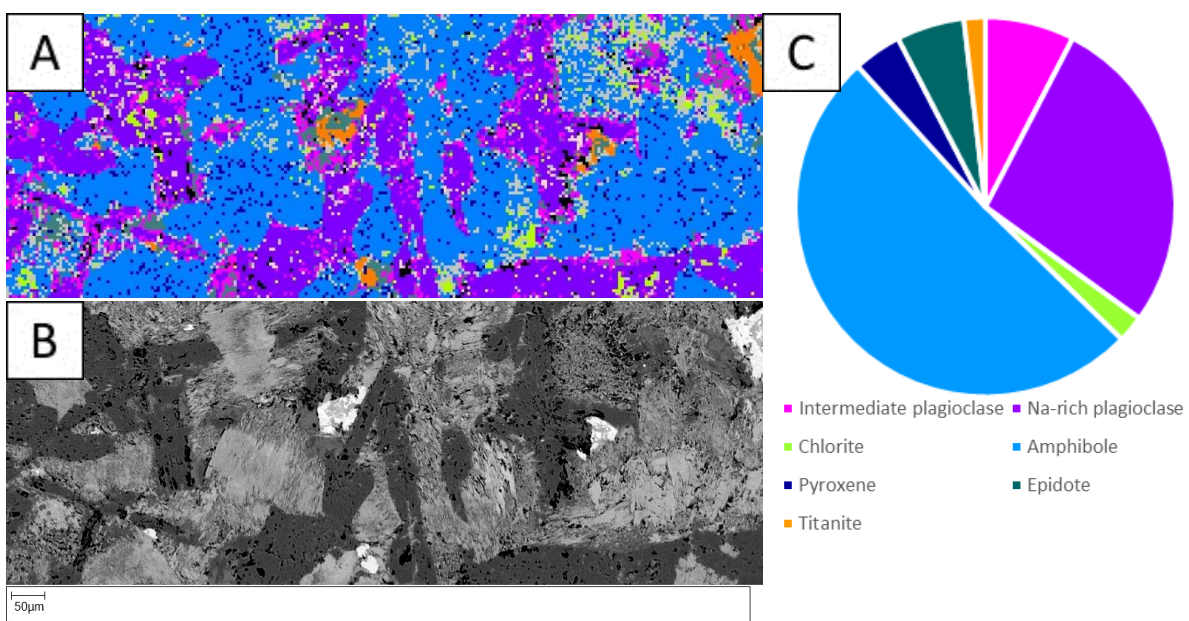 A
C
B
Intermediate plagioclase Na-rich plagioclase
Chlorite Amphibole
Pyroxene Epidote
Titanite
50µm